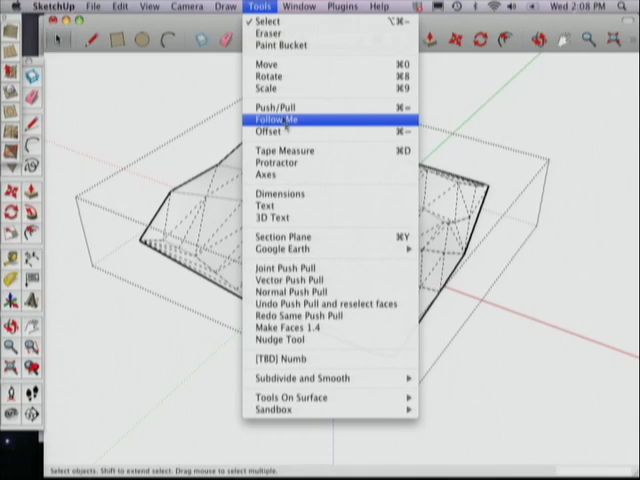 SketchUp File Edit View Camera Draw Tools Window Plugins Help Wed 2:08 PM
Select
Eraser
Paint Bucket
Move ⌘0
Rotate ⌘8
Scale ⌘9
Push/Pull ⌘=
Follow Me
Offset
Tape Measure ⌘D
Protractor
Axes
Dimensions
Text
3D Text
Section Plane ⌘Y
Google Earth
Joint Push Pull
Vector Push Pull
Normal Push Pull
Undo Push Pull and reselect faces
Redo Same Push Pull
Make Faces 1.4
Nudge Tool
[TBD] Numb
Subdivide and Smooth
Tools On Surface
Sandbox
Select objects. Shift to extend select. Drag mouse to select multiple.